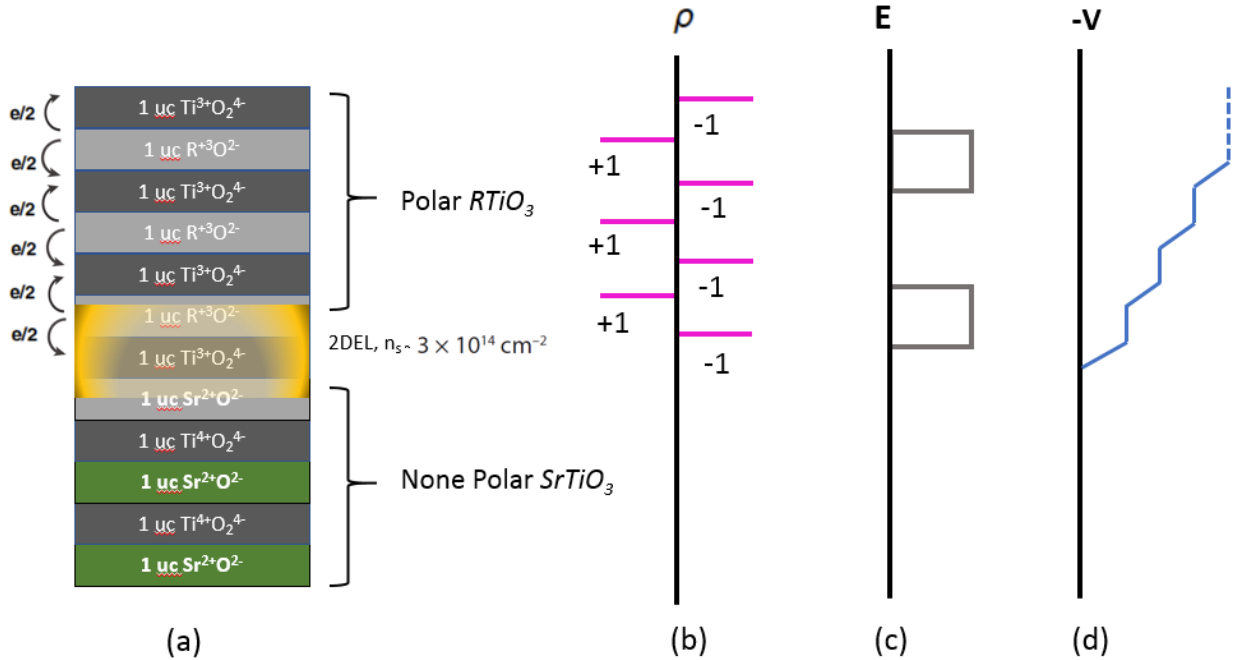 ρ
E
-V
e/2
1 uc Ti³⁺O₂⁴⁻
e/2
1 uc R⁺³O²⁻
e/2
1 uc Ti³⁺O₂⁴⁻
e/2
1 uc R⁺³O²⁻
e/2
1 uc Ti³⁺O₂⁴⁻
e/2
1 uc R⁺³O²⁻
1 uc Ti³⁺O₂⁴⁻
1 uc Sr²⁺O²⁻
1 uc Ti⁴⁺O₂⁴⁻
1 uc Sr²⁺O²⁻
1 uc Ti⁴⁺O₂⁴⁻
1 uc Sr²⁺O²⁻
Polar RTiO₃
2DEL, nₛ~ 3 × 10¹⁴ cm⁻²
None Polar SrTiO₃
-1
+1
-1
+1
-1
+1
-1
(a)
(b)
(c)
(d)